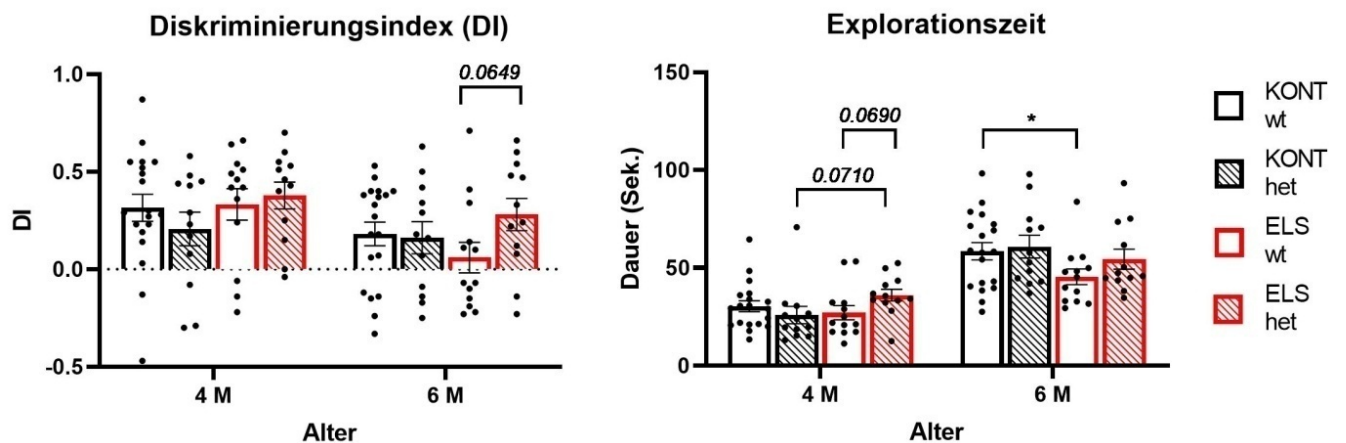 Diskriminierungsindex (DI)
1.0
0.5
0.0
-0.5
DI
0.0649
4 M
6 M
Alter
Explorationszeit
150
100
50
0
Dauer (Sek.)
0.0690
0.0710
*
4 M
6 M
Alter
KONT
wt
KONT
het
ELS
wt
ELS
het